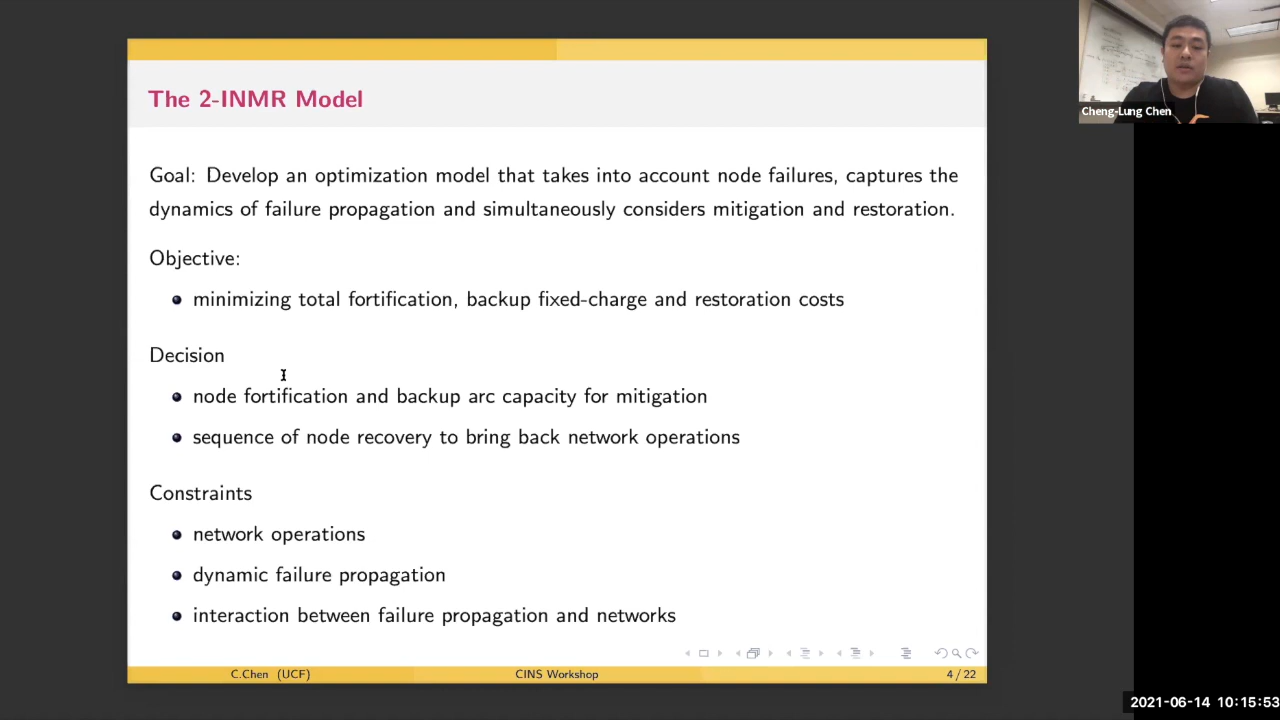 The 2-INMR Model
Goal: Develop an optimization model that takes into account node failures, captures the
dynamics of failure propagation and simultaneously considers mitigation and restoration.
Objective:
minimizing total fortification, backup fixed-charge and restoration costs
Decision
node fortification and backup arc capacity for mitigation
sequence of node recovery to bring back network operations
Constraints
network operations
dynamic failure propagation
interaction between failure propagation and networks
C.Chen (UCF) CINS Workshop 4 / 22
Cheng-Lung Chen
2021-06-14 10:15:53